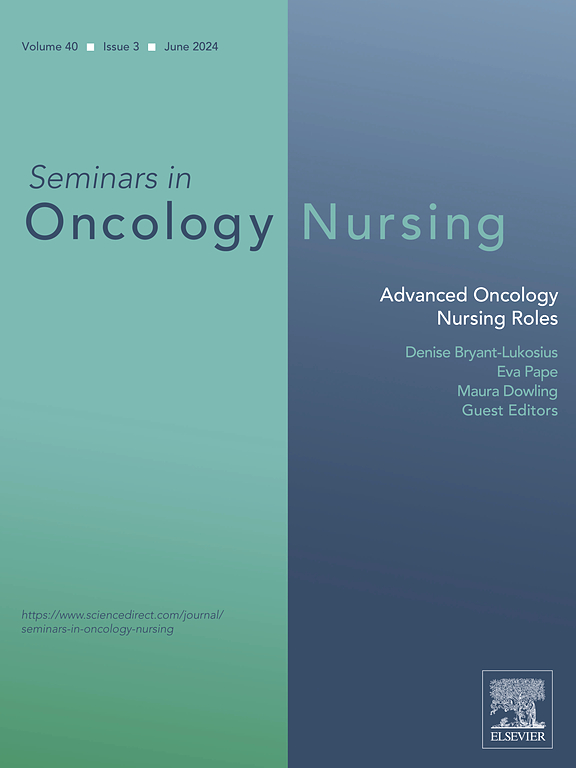 Volume 40 ■ Issue 3 ■ June 2024
Seminars in
Oncology Nursing
Advanced Oncology
Nursing Roles
Denise Bryant-Lukosius
Eva Pape
Maura Dowling
Guest Editors
https://www.sciencedirect.com/journal/
seminars-in-oncology-nursing
ELSEVIER